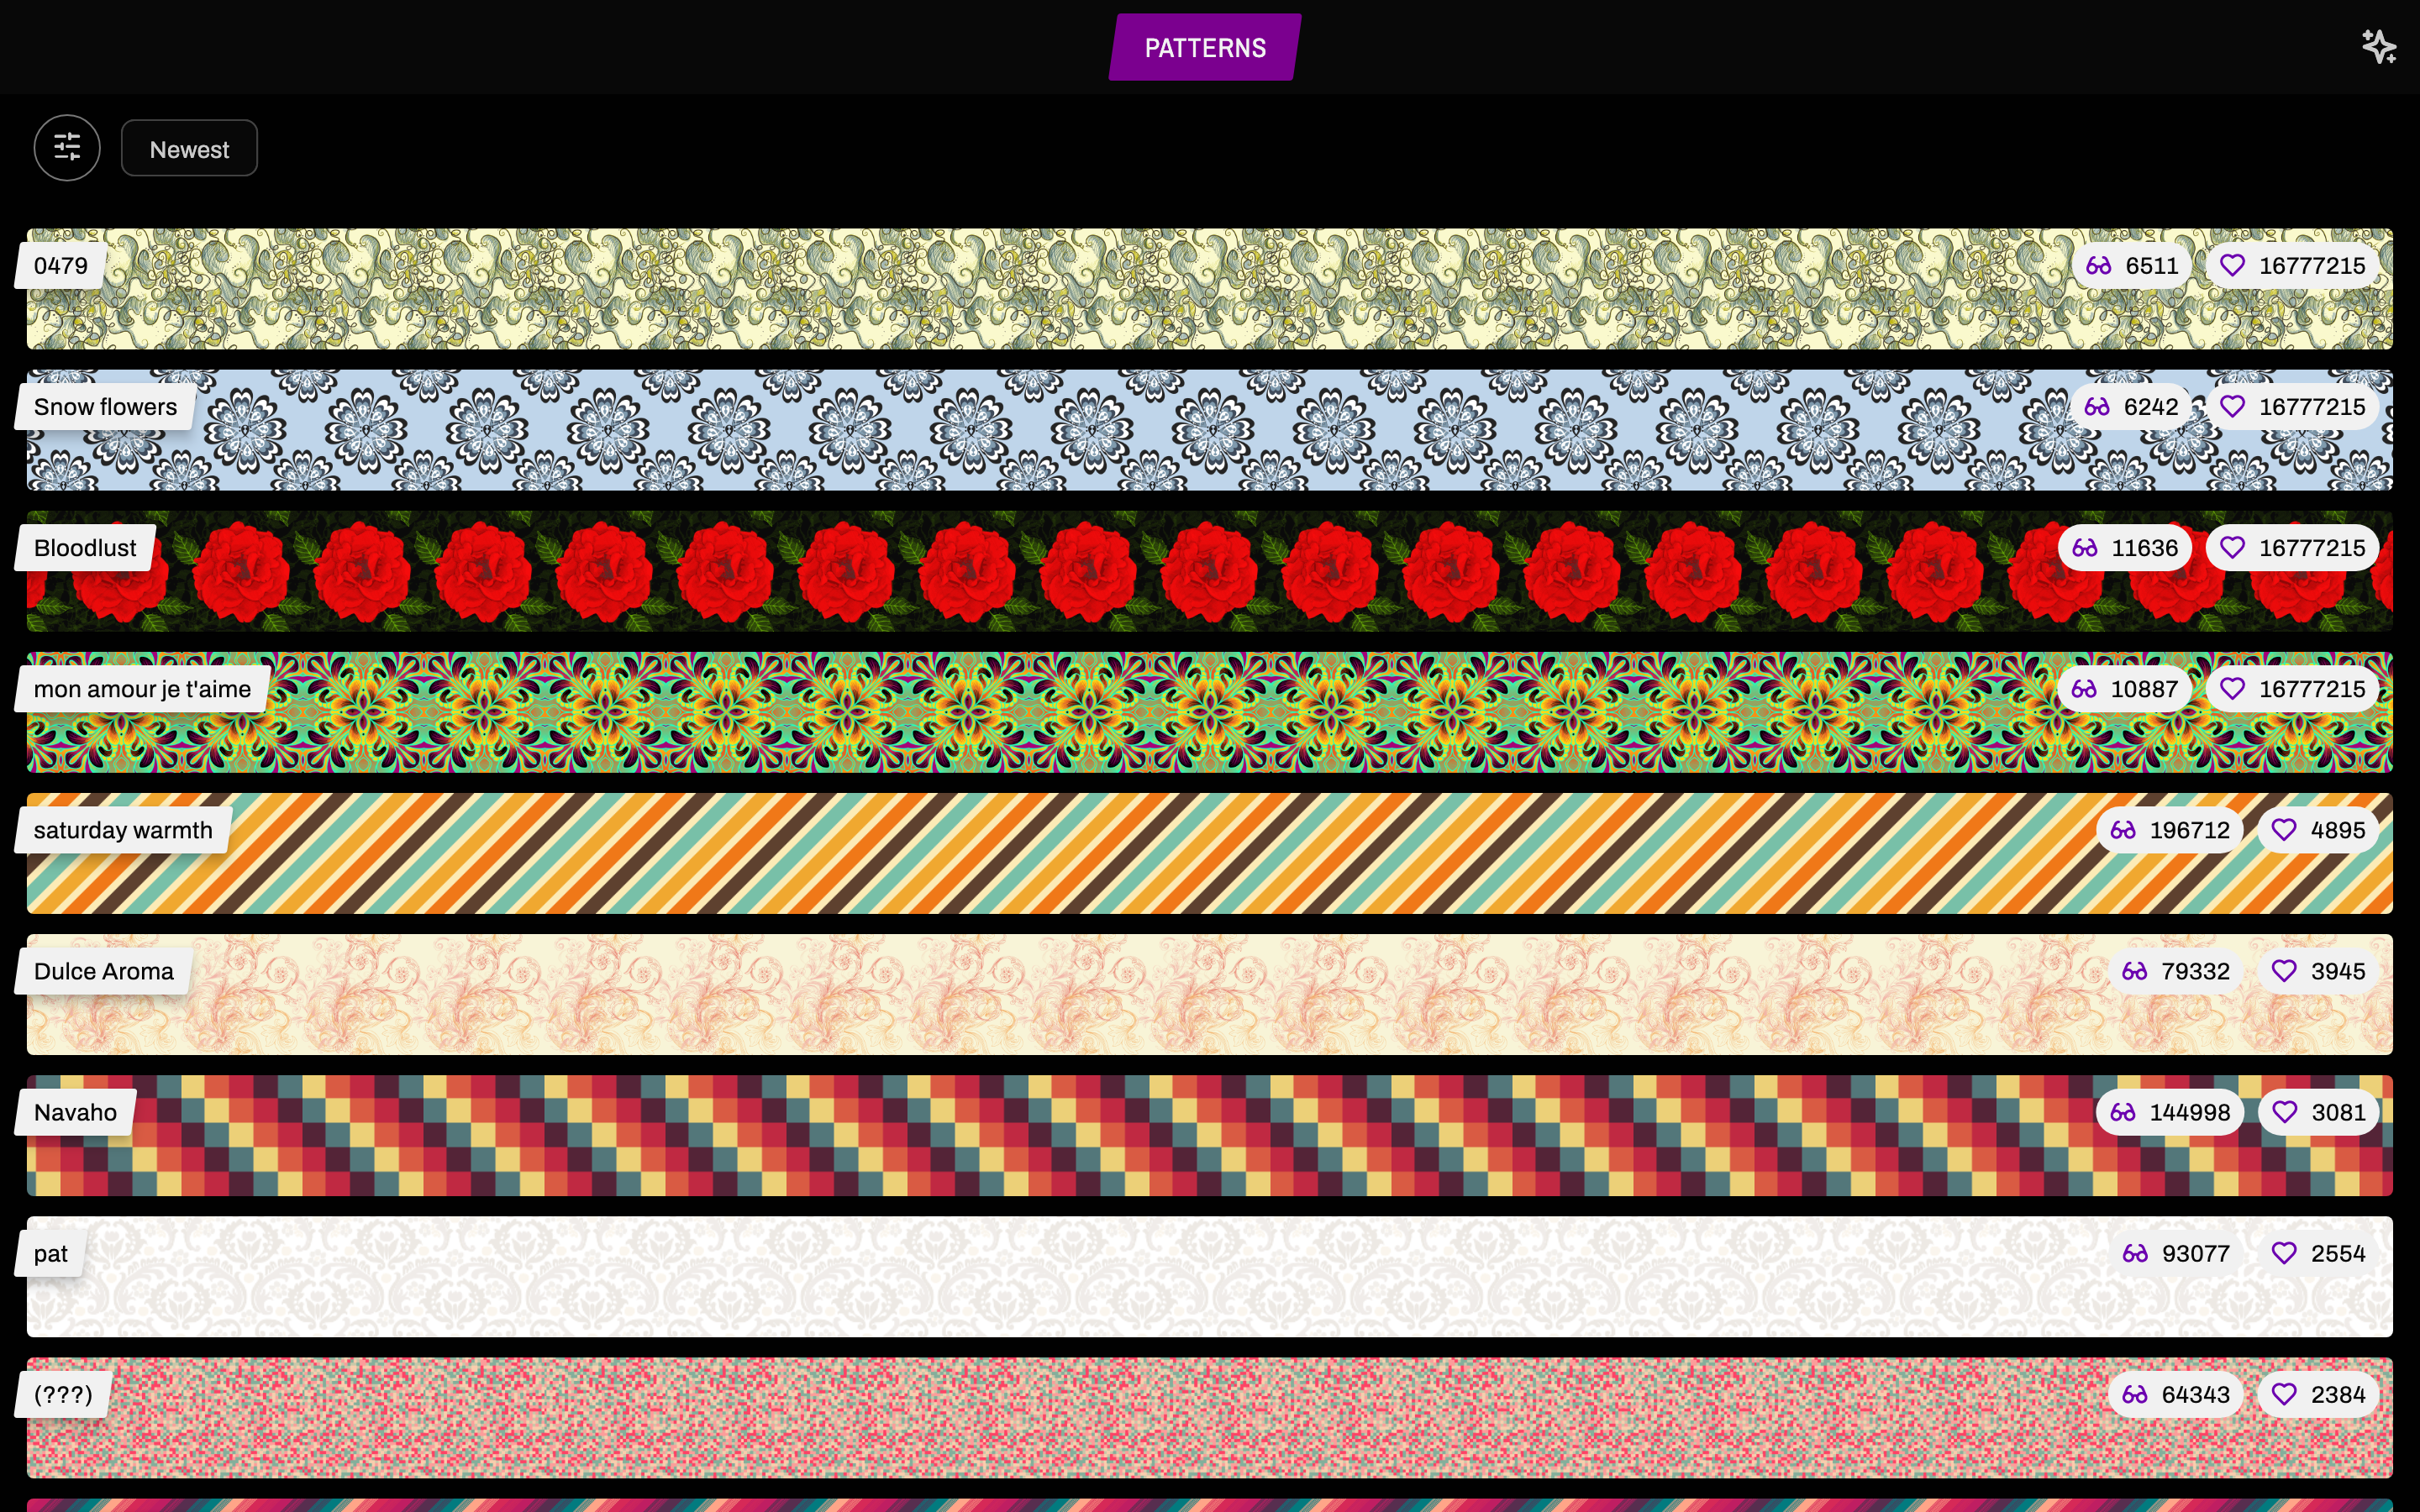 PATTERNS
Newest
0479 6511 16777215
Snow flowers 6242 16777215
Bloodlust 11636 16777215
mon amour je t'aime 10887 16777215
saturday warmth 196712 4895
Dulce Aroma 79332 3945
Navaho 144998 3081
pat 93077 2554
(???) 64343 2384